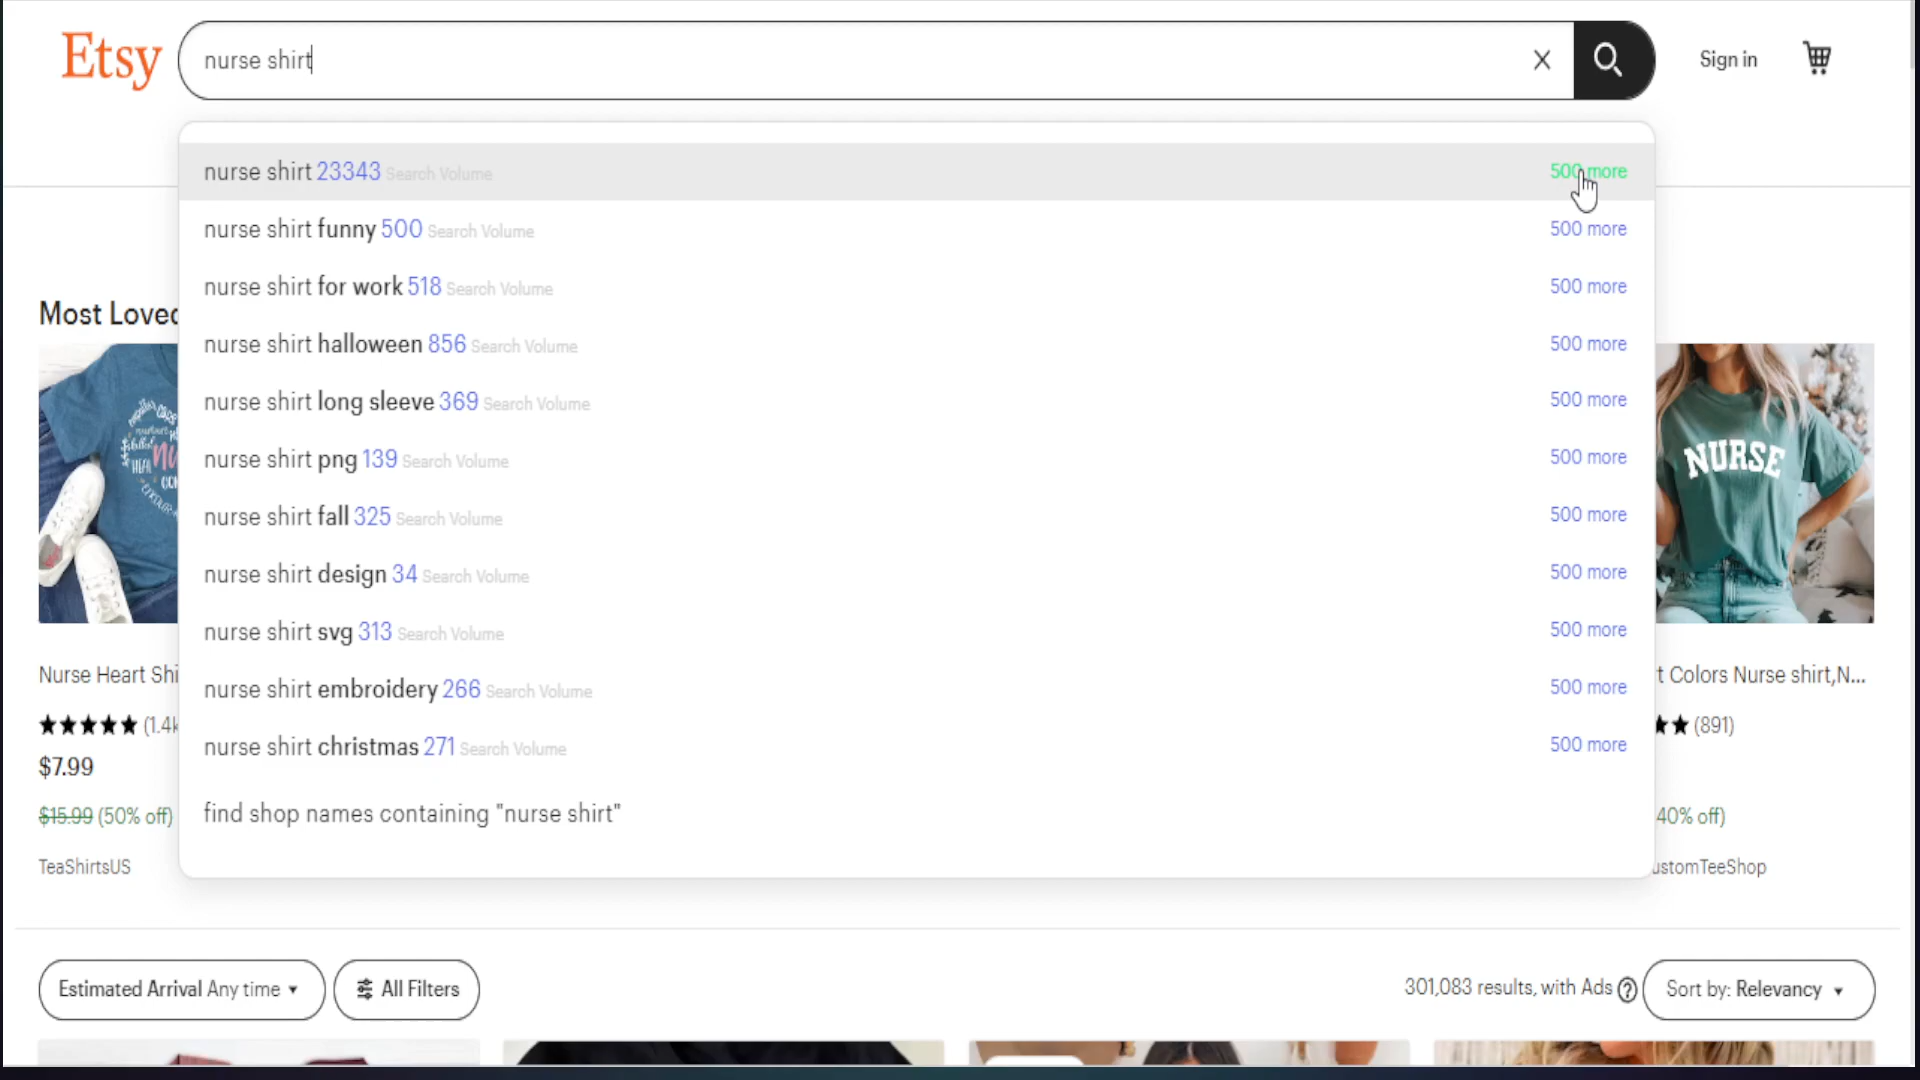 Etsy
nurse shirt
Sign in
nurse shirt 23343 Search Volume 500 more
nurse shirt funny 500 Search Volume 500 more
nurse shirt for work 518 Search Volume 500 more
nurse shirt halloween 856 Search Volume 500 more
nurse shirt long sleeve 369 Search Volume 500 more
nurse shirt png 139 Search Volume 500 more
nurse shirt fall 325 Search Volume 500 more
nurse shirt design 34 Search Volume 500 more
nurse shirt svg 313 Search Volume 500 more
nurse shirt embroidery 266 Search Volume 500 more
nurse shirt christmas 271 Search Volume 500 more
find shop names containing "nurse shirt"
Most Loved
NURSE
Nurse Heart Shi
t Colors Nurse shirt,N...
(1.4k
(891)
$7.99
$15.99 (50% off)
40% off)
TeaShirtsUS
ustomTeeShop
Estimated Arrival Any time
All Filters
301,083 results, with Ads ?
Sort by: Relevancy